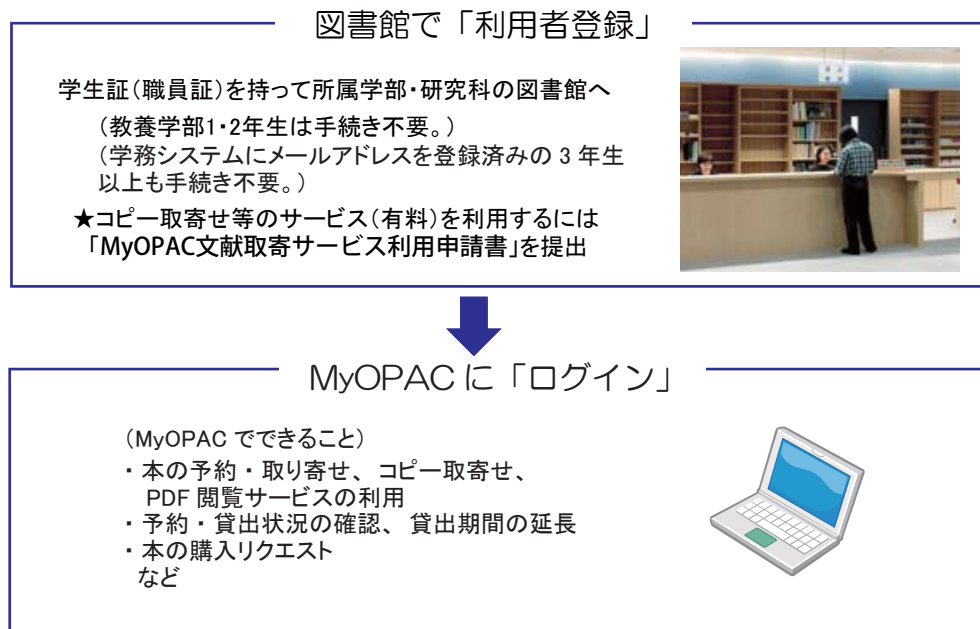 図書館で「利用者登録」
学生証(職員証)を持って所属学部・研究科の図書館へ
(教養学部1・2年生は手続き不要。)
(学務システムにメールアドレスを登録済みの 3 年生
以上も手続き不要。)
★コピー取寄せ等のサービス(有料)を利用するには
「MyOPAC文献取寄サービス利用申請書」を提出
MyOPAC に「ログイン」
(MyOPAC でできること)
・本の予約・取り寄せ、コピー取寄せ、
PDF 閲覧サービスの利用
・予約・貸出状況の確認、貸出期間の延長
・本の購入リクエスト
など